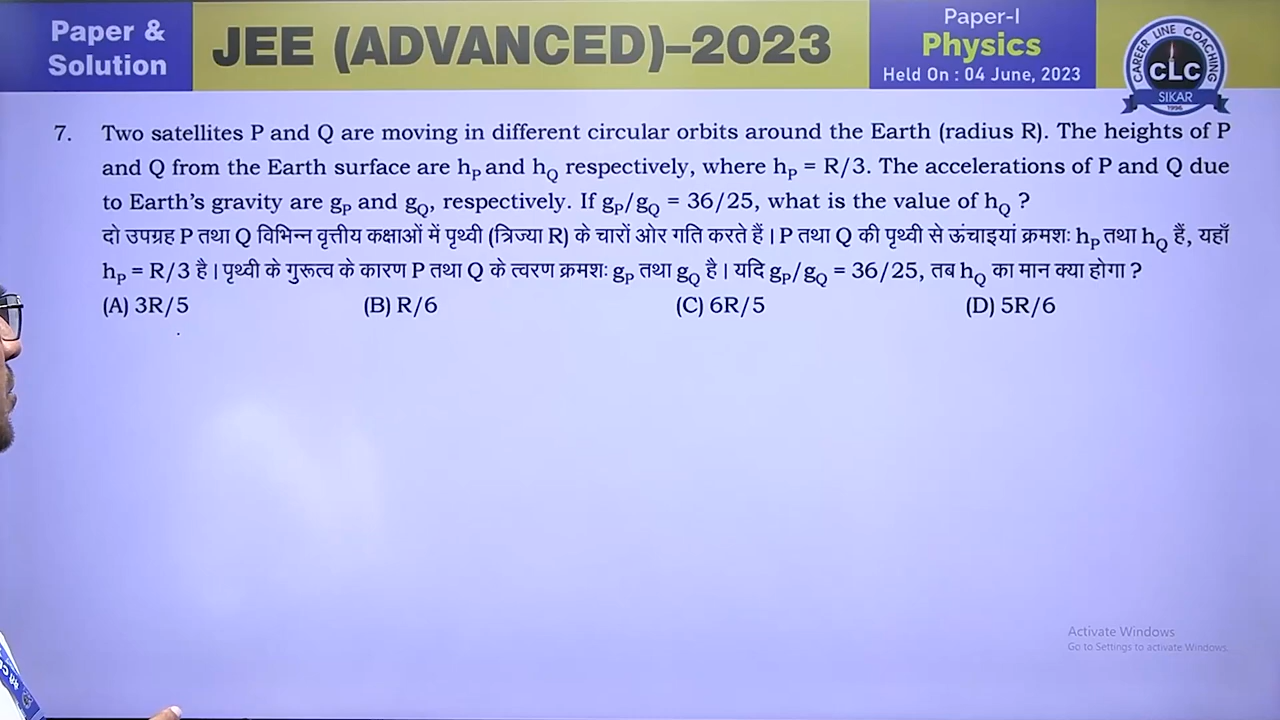 Paper &
Solution
JEE (ADVANCED)–2023
Paper-I
Physics
Held On : 04 June, 2023
CAREER LINE COACHING
CLC
SIKAR
1996
7. Two satellites P and Q are moving in different circular orbits around the Earth (radius R). The heights of P
and Q from the Earth surface are hP and hQ respectively, where hP = R/3. The accelerations of P and Q due
to Earth's gravity are gP and gQ, respectively. If gP/gQ = 36/25, what is the value of hQ ?
दो उपग्रह P तथा Q विभिन्न वृत्तीय कक्षाओं में पृथ्वी (त्रिज्या R) के चारों ओर गति करते हैं। P तथा Q की पृथ्वी से ऊंचाइयां क्रमशः hP तथा hQ हैं, यहाँ
hP = R/3 है। पृथ्वी के गुरूत्व के कारण P तथा Q के त्वरण क्रमशः gP तथा gQ है। यदि gP/gQ = 36/25, तब hQ का मान क्या होगा ?
(A) 3R/5 (B) R/6 (C) 6R/5 (D) 5R/6
Activate Windows
Go to Settings to activate Windows.